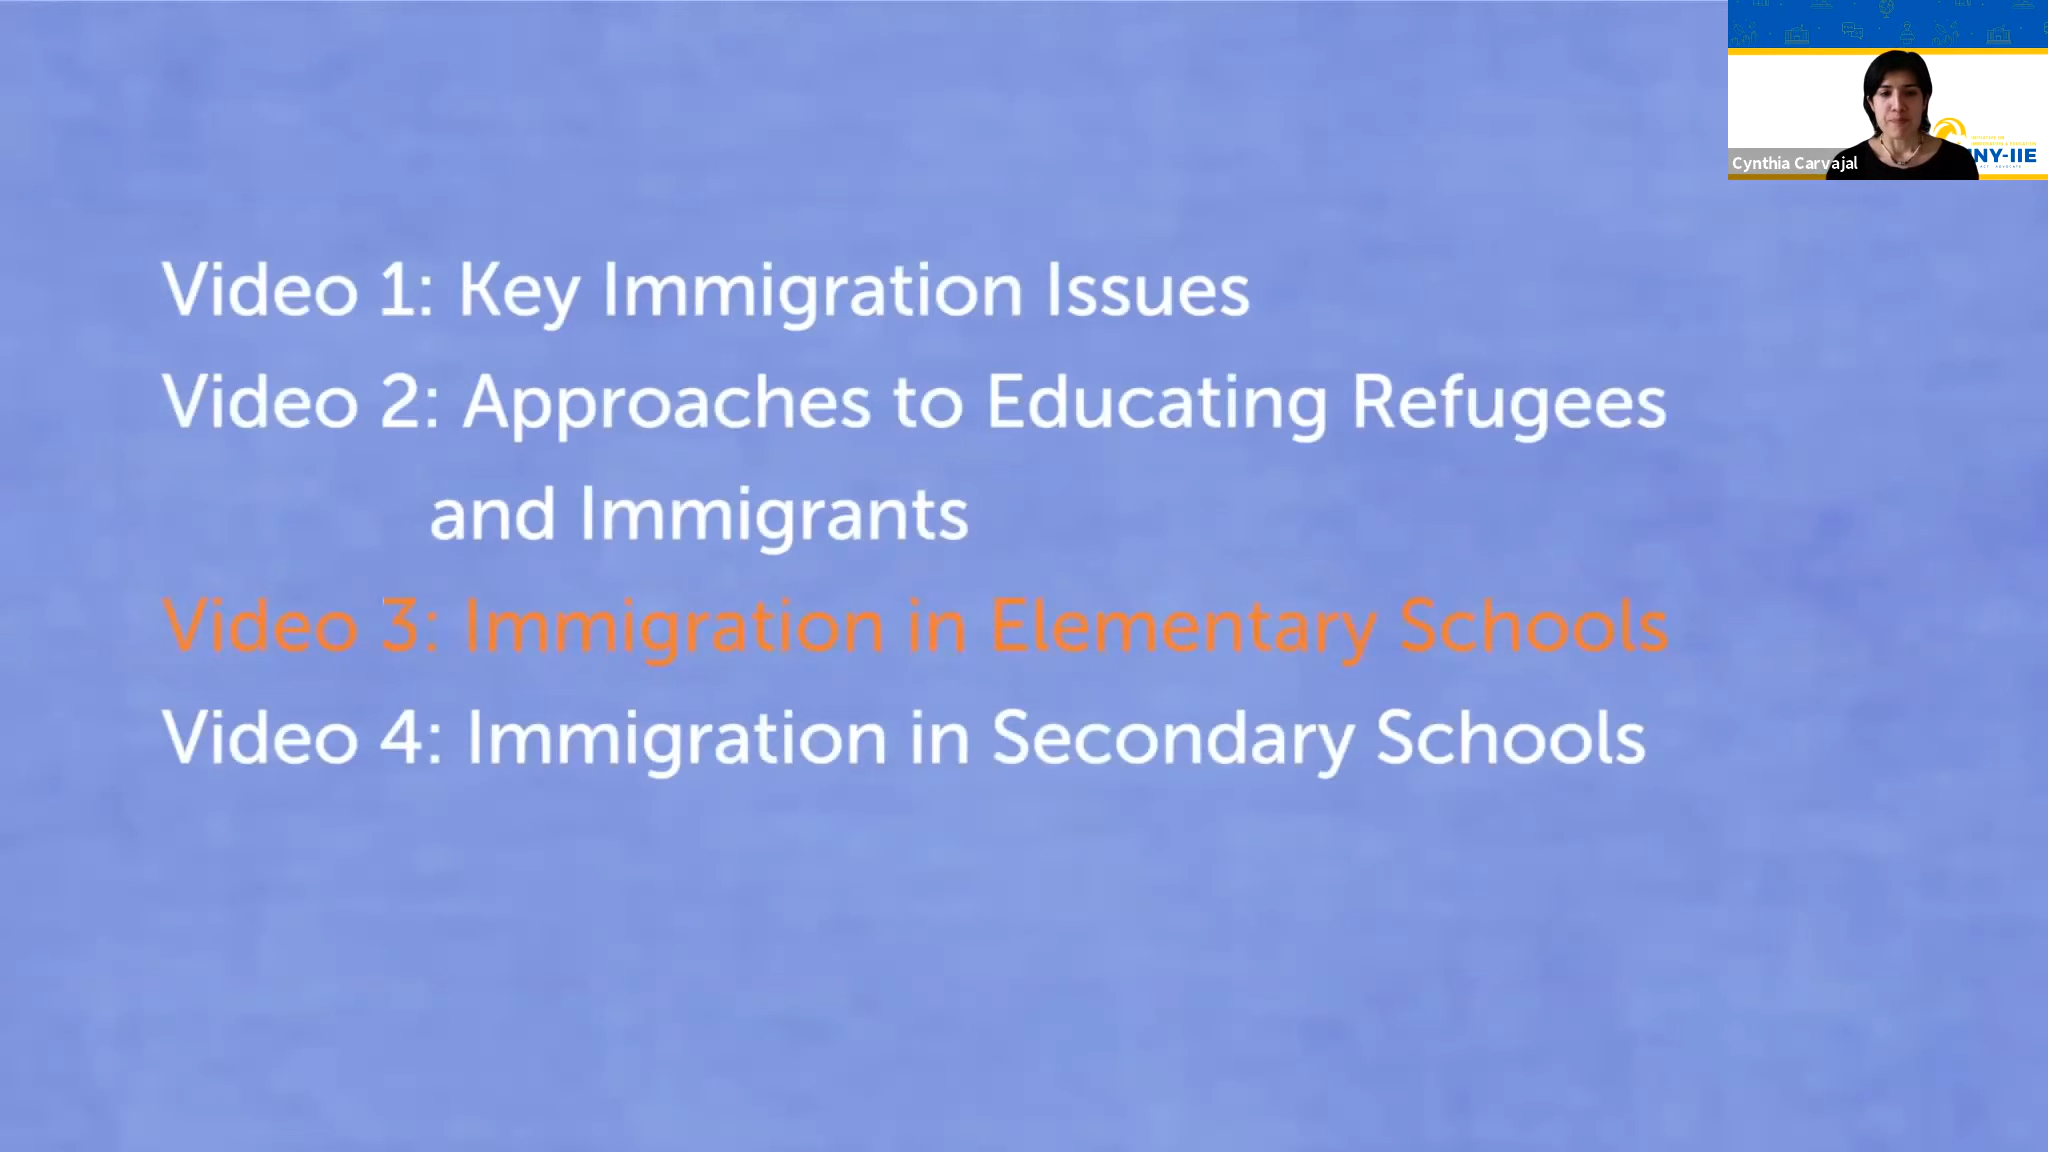 Video 1: Key Immigration Issues
Video 2: Approaches to Educating Refugees
and Immigrants
Video 3: Immigration in Elementary Schools
Video 4: Immigration in Secondary Schools
Cynthia Carvajal
NY-IIE